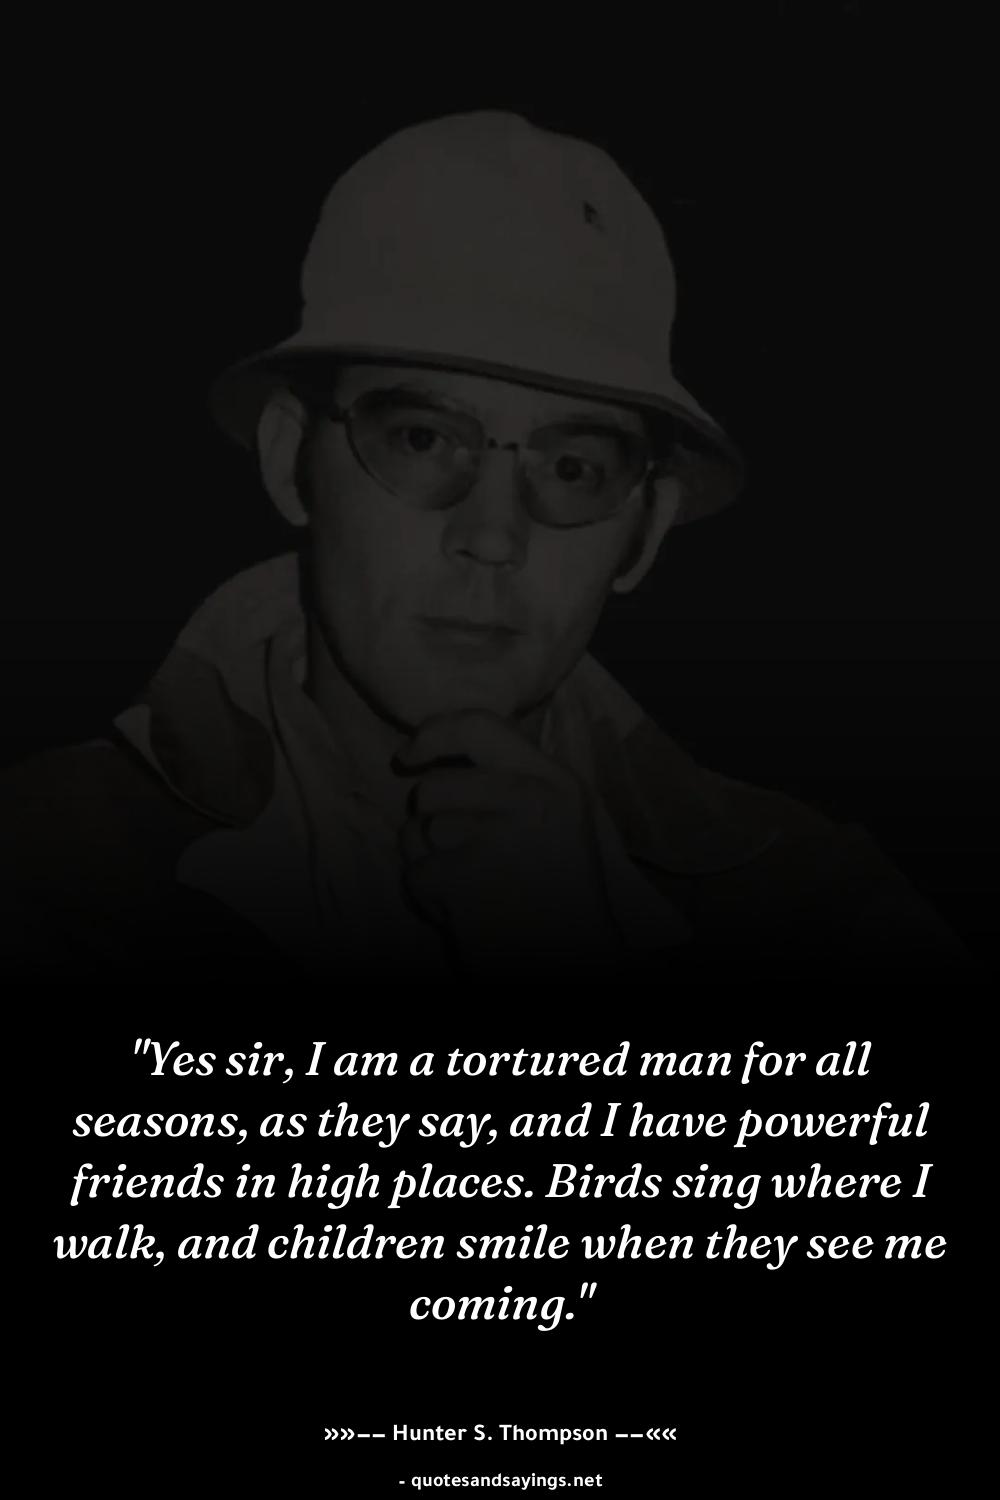 "Yes sir, I am a tortured man for all
seasons, as they say, and I have powerful
friends in high places. Birds sing where I
walk, and children smile when they see me
coming."
»»−− Hunter S. Thompson −−««
- quotesandsayings.net